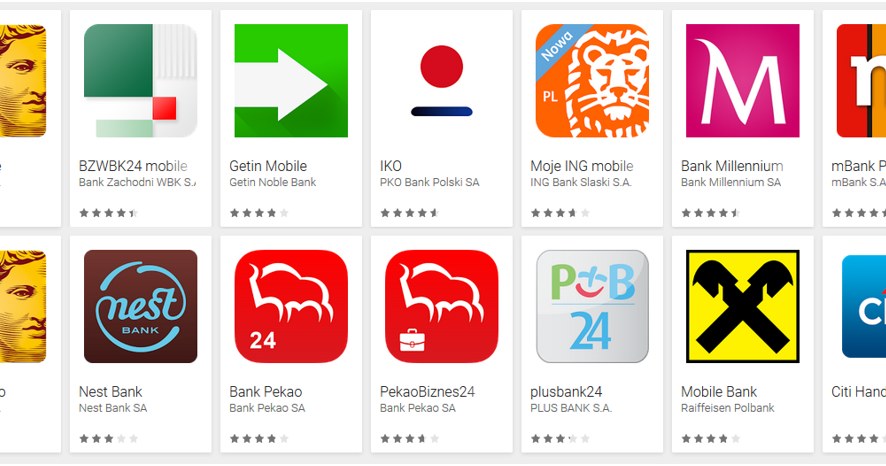 Nowa
PL
M
m
e
BZWBK24 mobile
Getin Mobile
IKO
Moje ING mobile
Bank Millennium
mBank P
Bank Zachodni WBK S.A
Getin Noble Bank
PKO Bank Polski SA
ING Bank Slaski S.A.
Bank Millennium SA
mBank S.A
nest
BANK
24
P+B
24
ci
o
Nest Bank
Bank Pekao
PekaoBiznes24
plusbank24
Mobile Bank
Citi Hand
Nest Bank SA
Bank Pekao SA
Bank Pekao SA
PLUS BANK S.A.
Raiffeisen Polbank